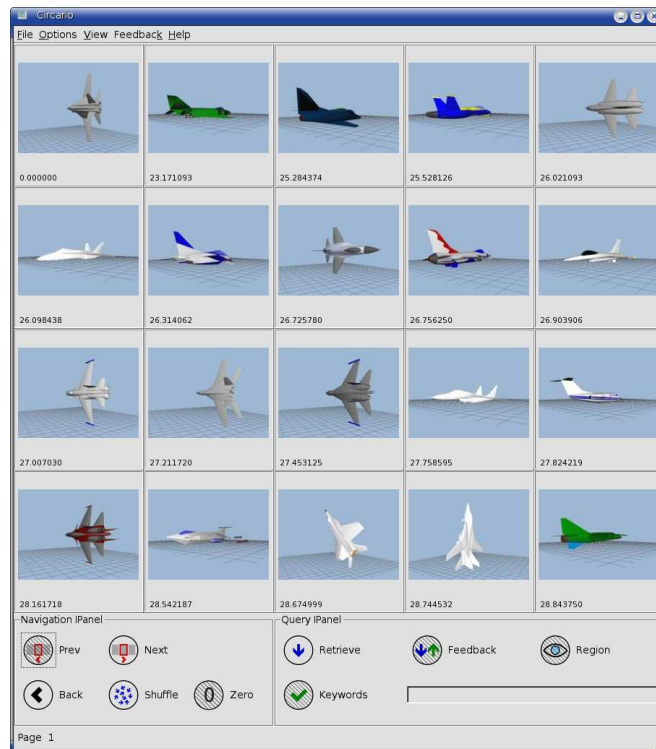 Circario
File Options View Feedback Help
0.000000 23.171093 25.284374 25.528126 26.021093
26.098438 26.314062 26.725780 26.756250 26.903906
27.007030 27.211720 27.453125 27.758595 27.824219
28.161718 28.542187 28.674999 28.744532 28.843750
Navigation IPanel Query IPanel
Prev Next Retrieve Feedback Region
Back Shuffle 0 Zero Keywords
Page 1